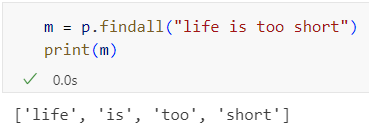 m = p.findall("life is too short")
print(m)
0.0s
['life', 'is', 'too', 'short']